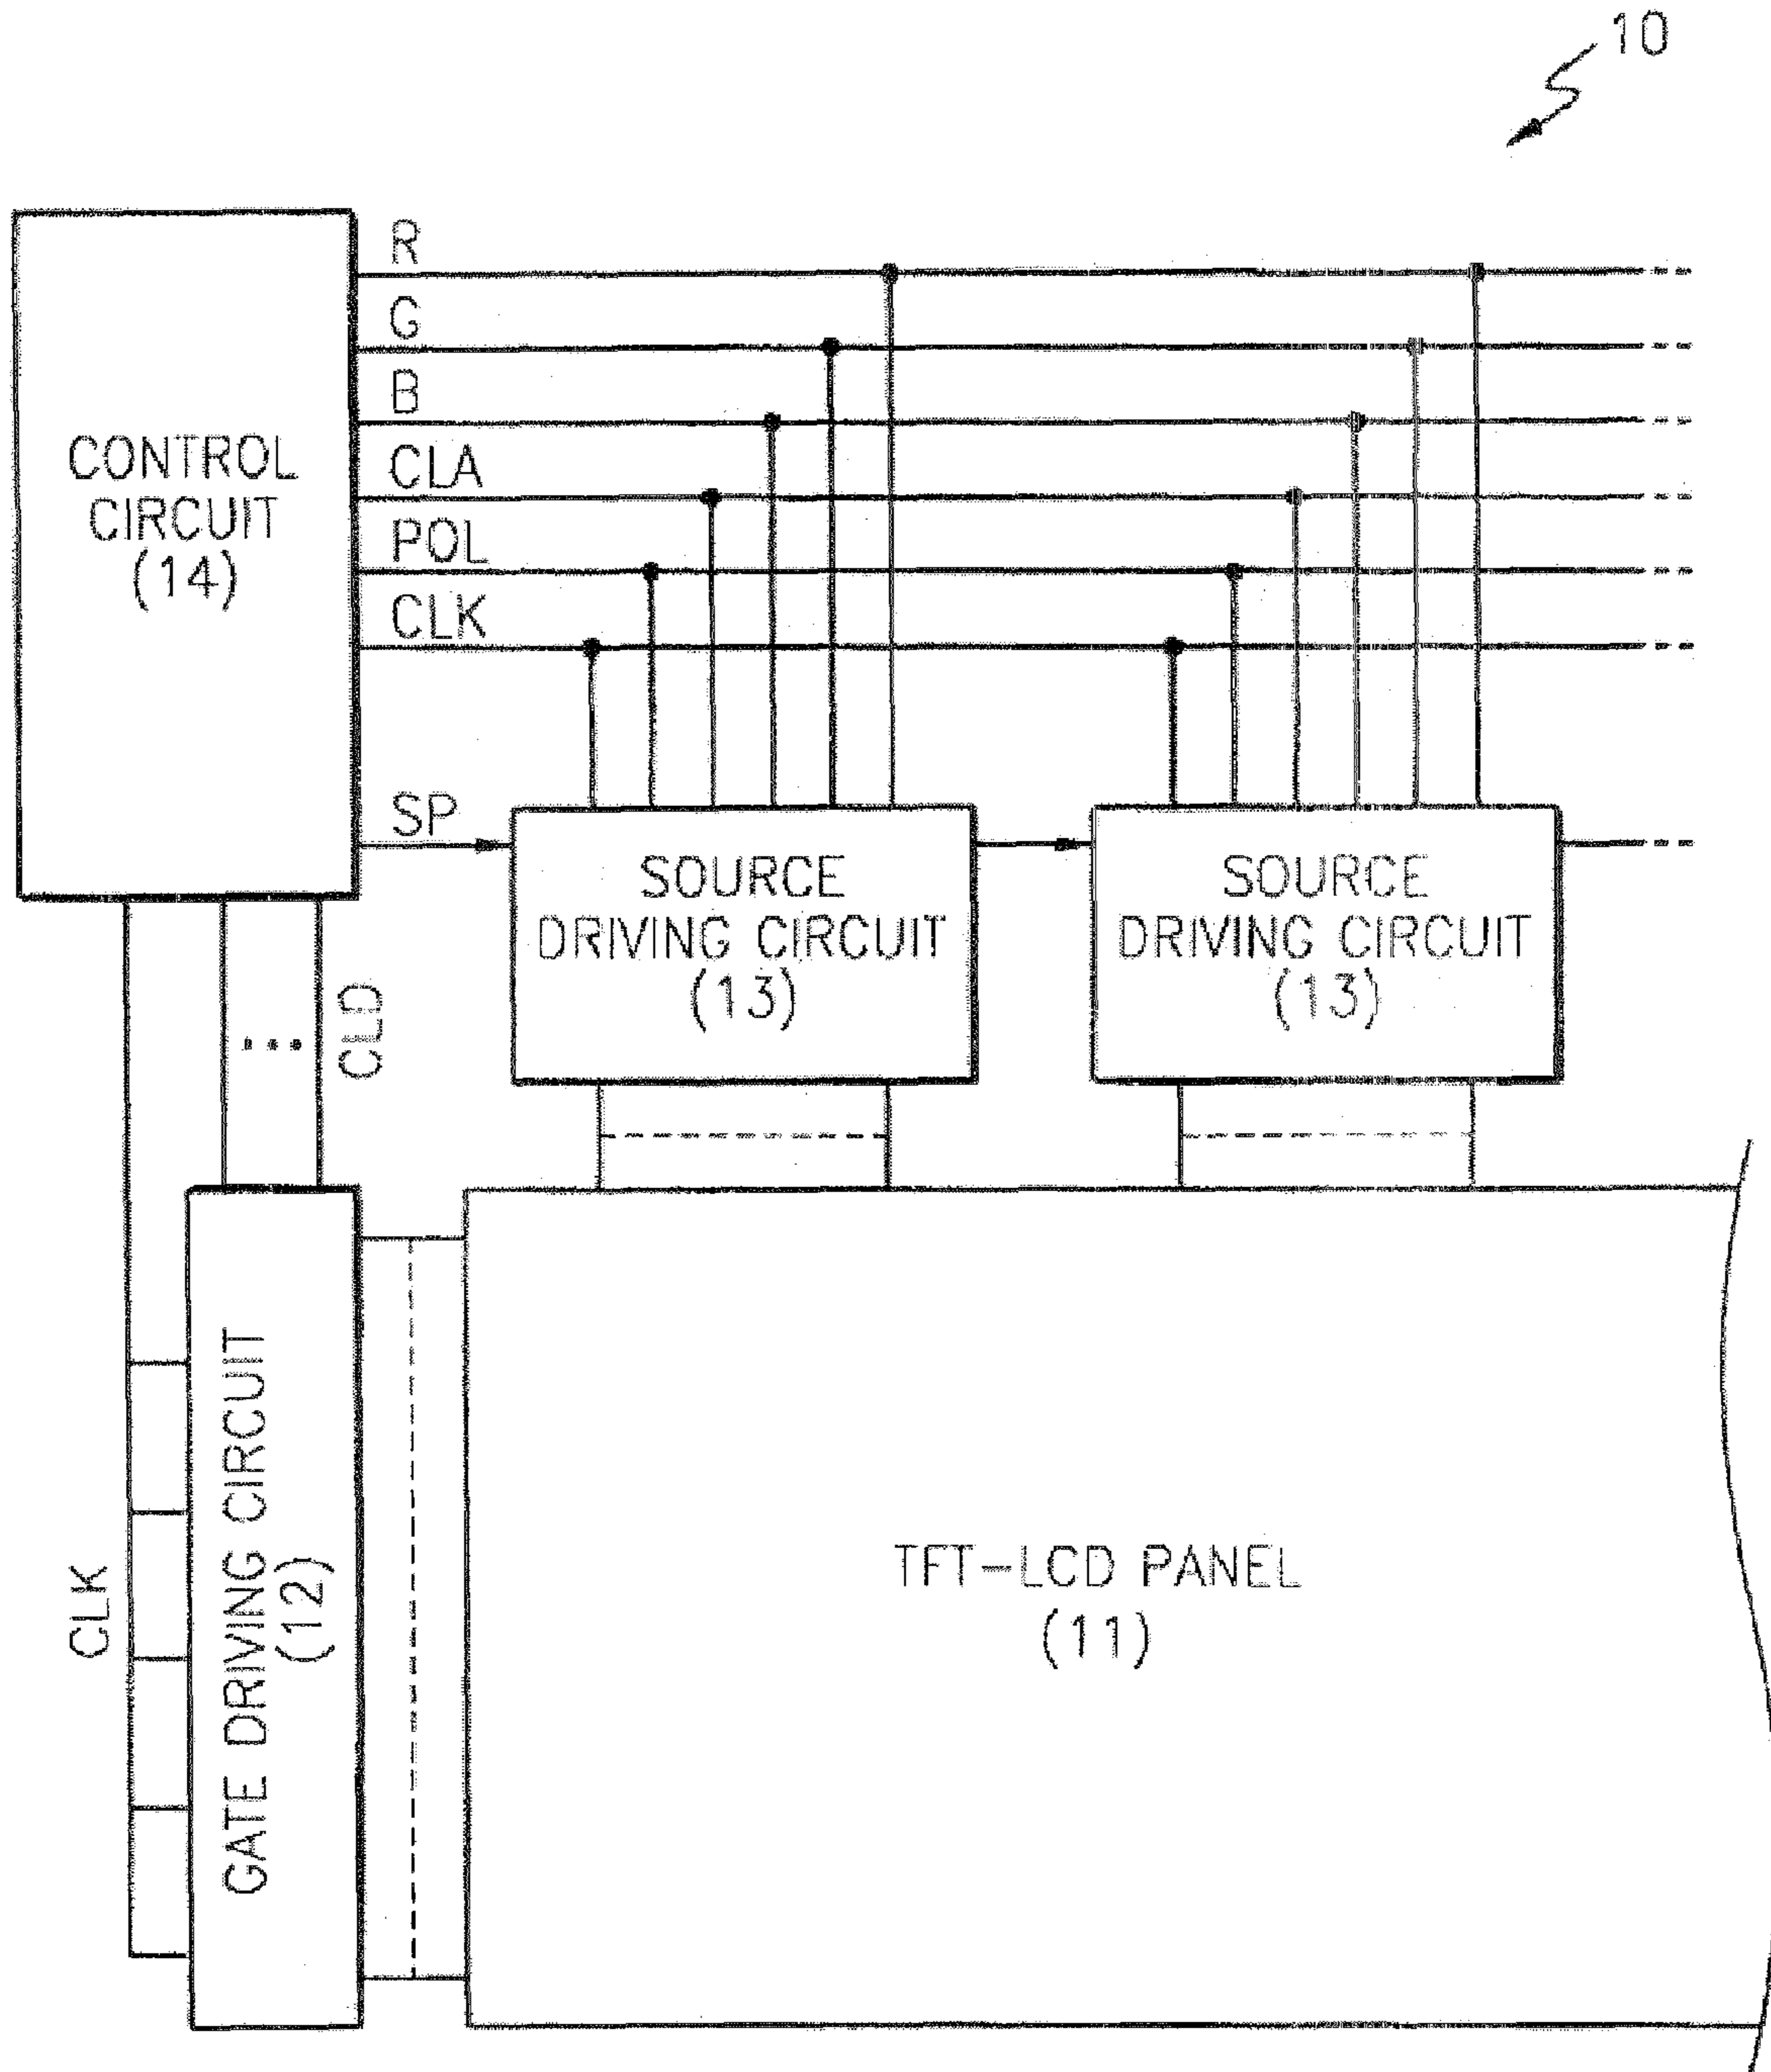 10
R
G
B
CLA
POL
CLK
CONTROL
CIRCUIT
(14)
SP
SOURCE
DRIVING CIRCUIT
(13)
SOURCE
DRIVING CIRCUIT
(13)
CLD
CLK
GATE DRIVING CIRCUIT
(12)
TFT-LCD PANEL
(11)